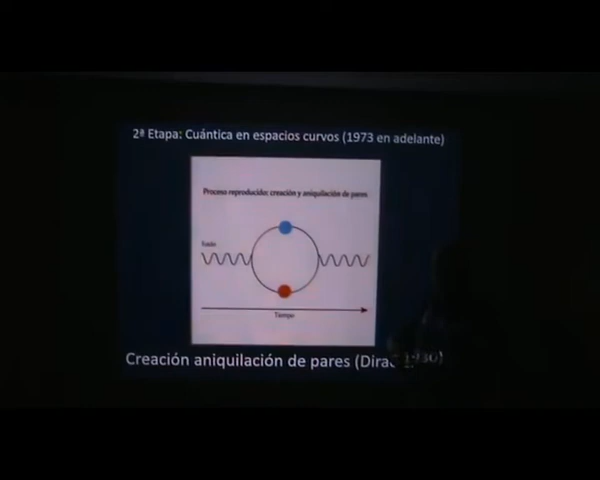 2ª Etapa: Cuántica en espacios curvos (1973 en adelante)
Proceso reproducido: creación y aniquilación de pares
Fotón
Tiempo
Creación aniquilación de pares (Dirac 1930)